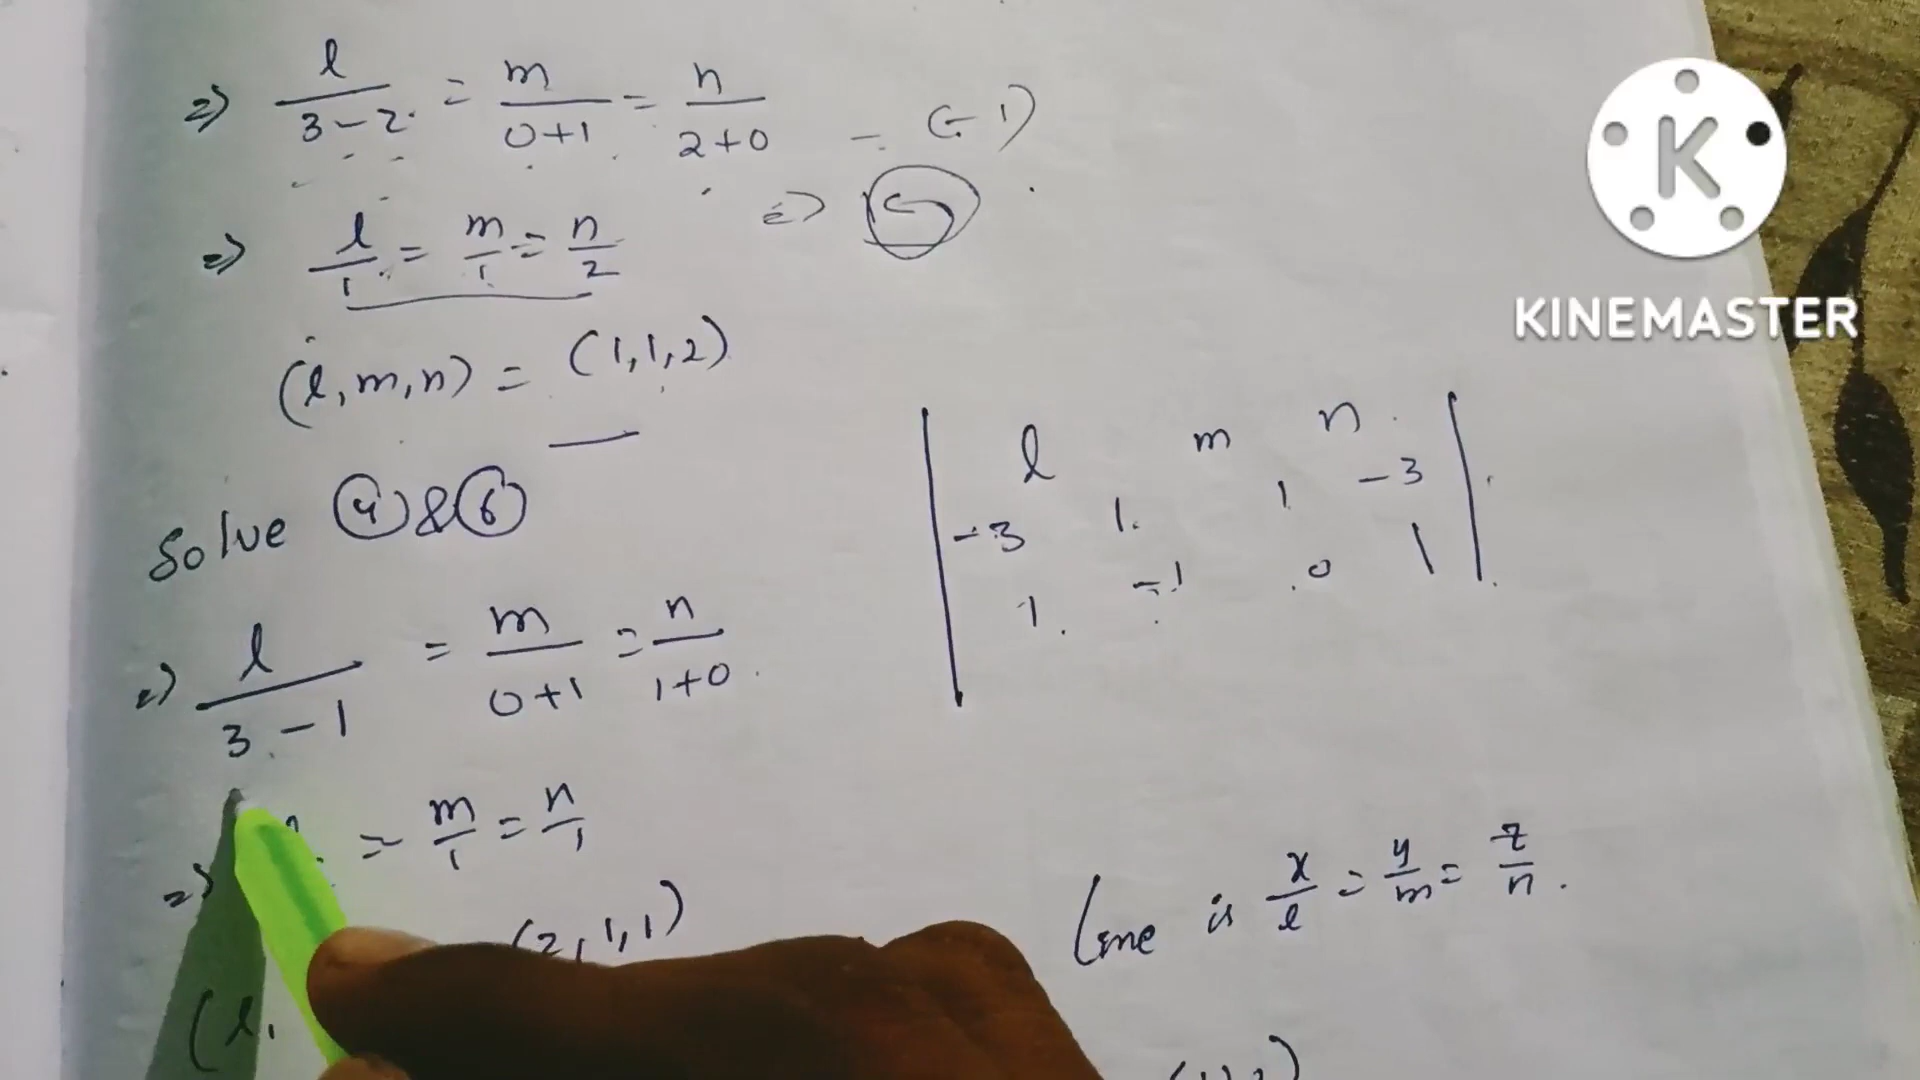 => l/(3-2) = m/(0+1) = n/(2+0) - (-1)
=> l/1 = m/1 = n/2 =>
(l, m, n) = (1, 1, 2)
Solve (4) & (6)
=> l/(3-1) = m/(0+1) = n/(1+0)
=> = m/1 = n/1
(2, 1, 1)
(l,
l m n
-3 1 1 -3
1 -1 0 1
Line is x/l = y/m = z/n.
K
KINEMASTER